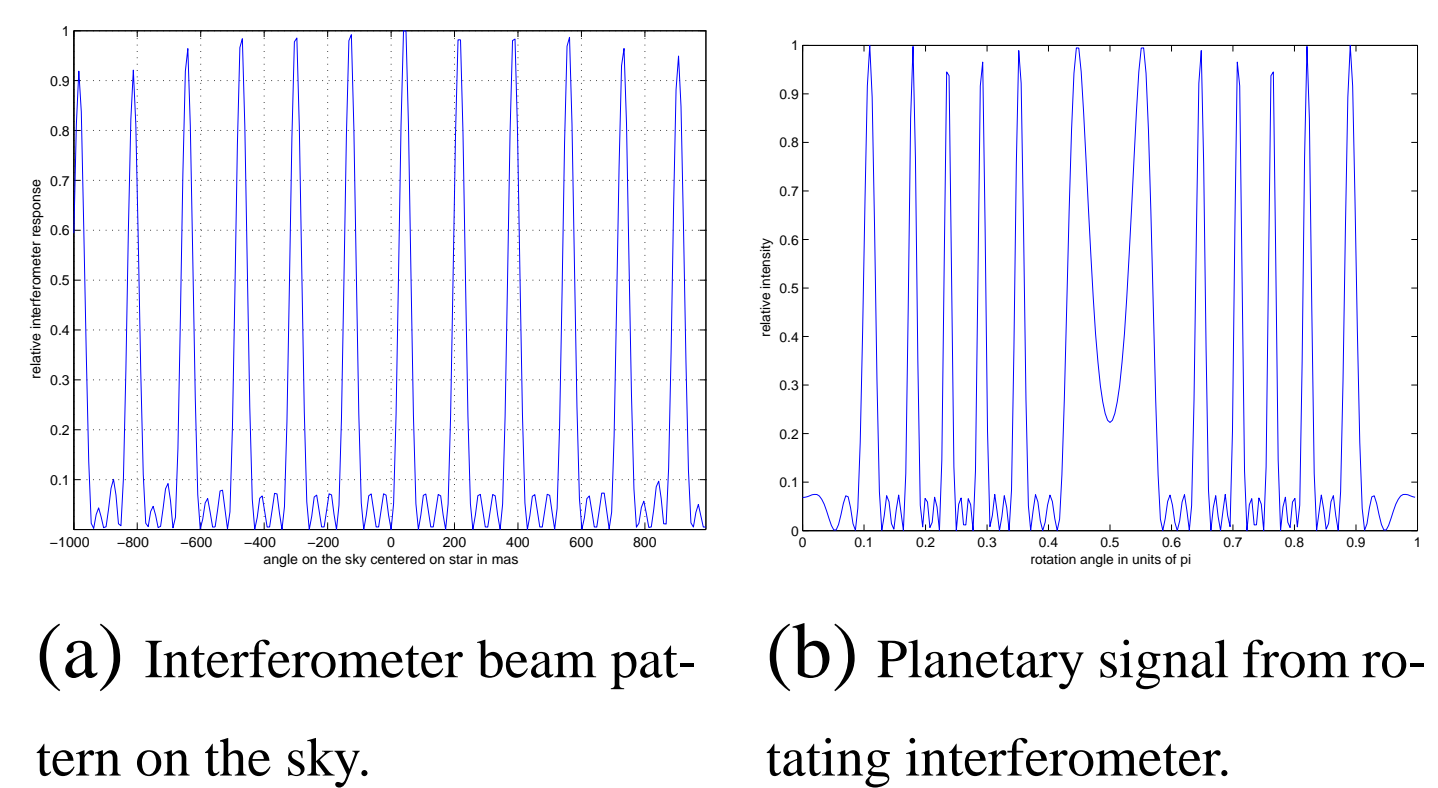 1
0.9
0.8
0.7
0.6
0.5
0.4
0.3
0.2
0.1
relative interferometer response
−1000 −800 −600 −400 −200 0 200 400 600 800
angle on the sky centered on star in mas
(a) Interferometer beam pat-
tern on the sky.
1
0.9
0.8
0.7
0.6
0.5
0.4
0.3
0.2
0.1
0
relative intensity
0 0.1 0.2 0.3 0.4 0.5 0.6 0.7 0.8 0.9 1
rotation angle in units of pi
(b) Planetary signal from ro-
tating interferometer.